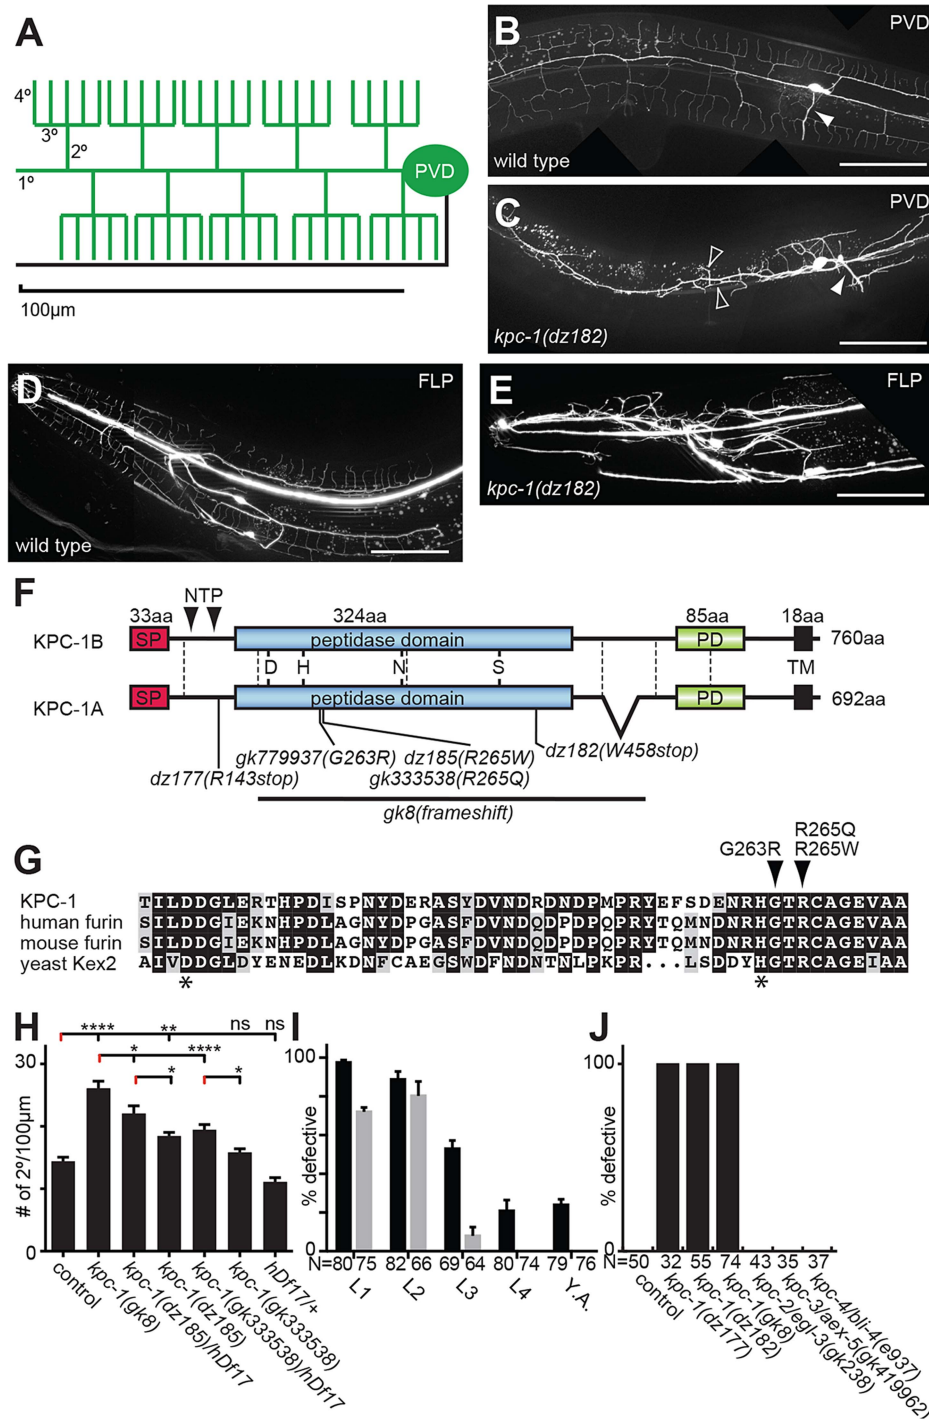 A
4º
3º
2º
1º
PVD
100µm
B
PVD
wild type
C
PVD
kpc-1(dz182)
D
FLP
wild type
E
FLP
kpc-1(dz182)
F
NTP
33aa
324aa
85aa
18aa
KPC-1B
SP
peptidase domain
PD
760aa
D
H
N
S
TM
KPC-1A
SP
peptidase domain
PD
692aa
gk779937(G263R)
dz185(R265W)
dz182(W458stop)
dz177(R143stop)
gk333538(R265Q)
gk8(frameshift)
G
R265Q
G263R
R265W
KPC-1 TILDDGLERTHPDISPNYDERASYDVNDRDNDPMPRYEFSDENRHGTRCAGEVAA
human furin SILDDGIEKNHPDLAGNYDPGASFDVNDQDPDPQPRYTQMNDNRHGTRCAGEVAA
mouse furin SILDDGIEKNHPDLAGNYDPGASFDVNDQDPDPQPRYTQMNDNRHGTRCAGEVAA
yeast Kex2 AIVDDGLDYENEDLKDNFCAEGSWDFNDNTNLPKPR...LSDDYHGTRCAGEIAA
* *
H
**** ** ns ns
* ****
* *
# of 2º/100µm
30
0
control
kpc-1(gk8)
kpc-1(dz185)/hDf17
kpc-1(dz185)
kpc-1(gk333538)/hDf17
kpc-1(gk333538)
hDf17/+
I
% defective
100
0
N=80 75 82 66 69 64 80 74 79 76
L1
L2
L3
L4
Y.A.
J
% defective
100
0
N=50 32 55 74 43 35 37
control
kpc-1(dz177)
kpc-1(dz182)
kpc-1(gk8)
kpc-2/egl-3(gk238)
kpc-3/aex-5(gk419962)
kpc-4/bli-4(e937)